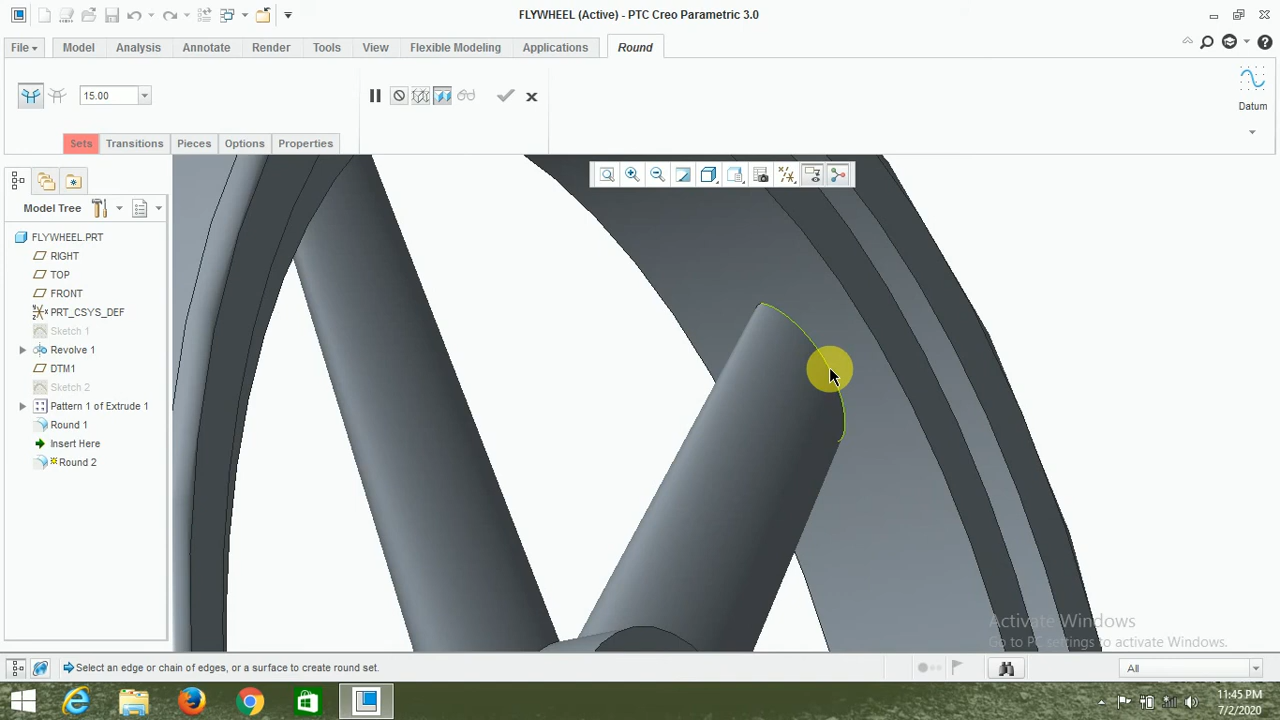 FLYWHEEL (Active) - PTC Creo Parametric 3.0
File Model Analysis Annotate Render Tools View Flexible Modeling Applications Round
15.00
Datum
Sets Transitions Pieces Options Properties
Model Tree
FLYWHEEL.PRT
RIGHT
TOP
FRONT
PRT_CSYS_DEF
Sketch 1
Revolve 1
DTM1
Sketch 2
Pattern 1 of Extrude 1
Round 1
Insert Here
Round 2
Activate Windows
Go to PC settings to activate Windows.
Select an edge or chain of edges, or a surface to create round set.
All
11:45 PM
7/2/2020